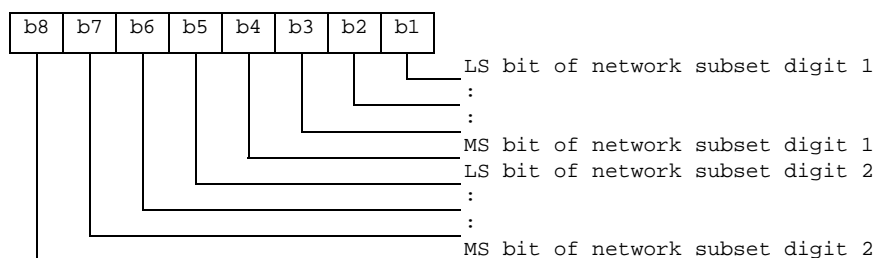 b8 b7 b6 b5 b4 b3 b2 b1
LS bit of network subset digit 1
:
:
MS bit of network subset digit 1
LS bit of network subset digit 2
:
:
MS bit of network subset digit 2